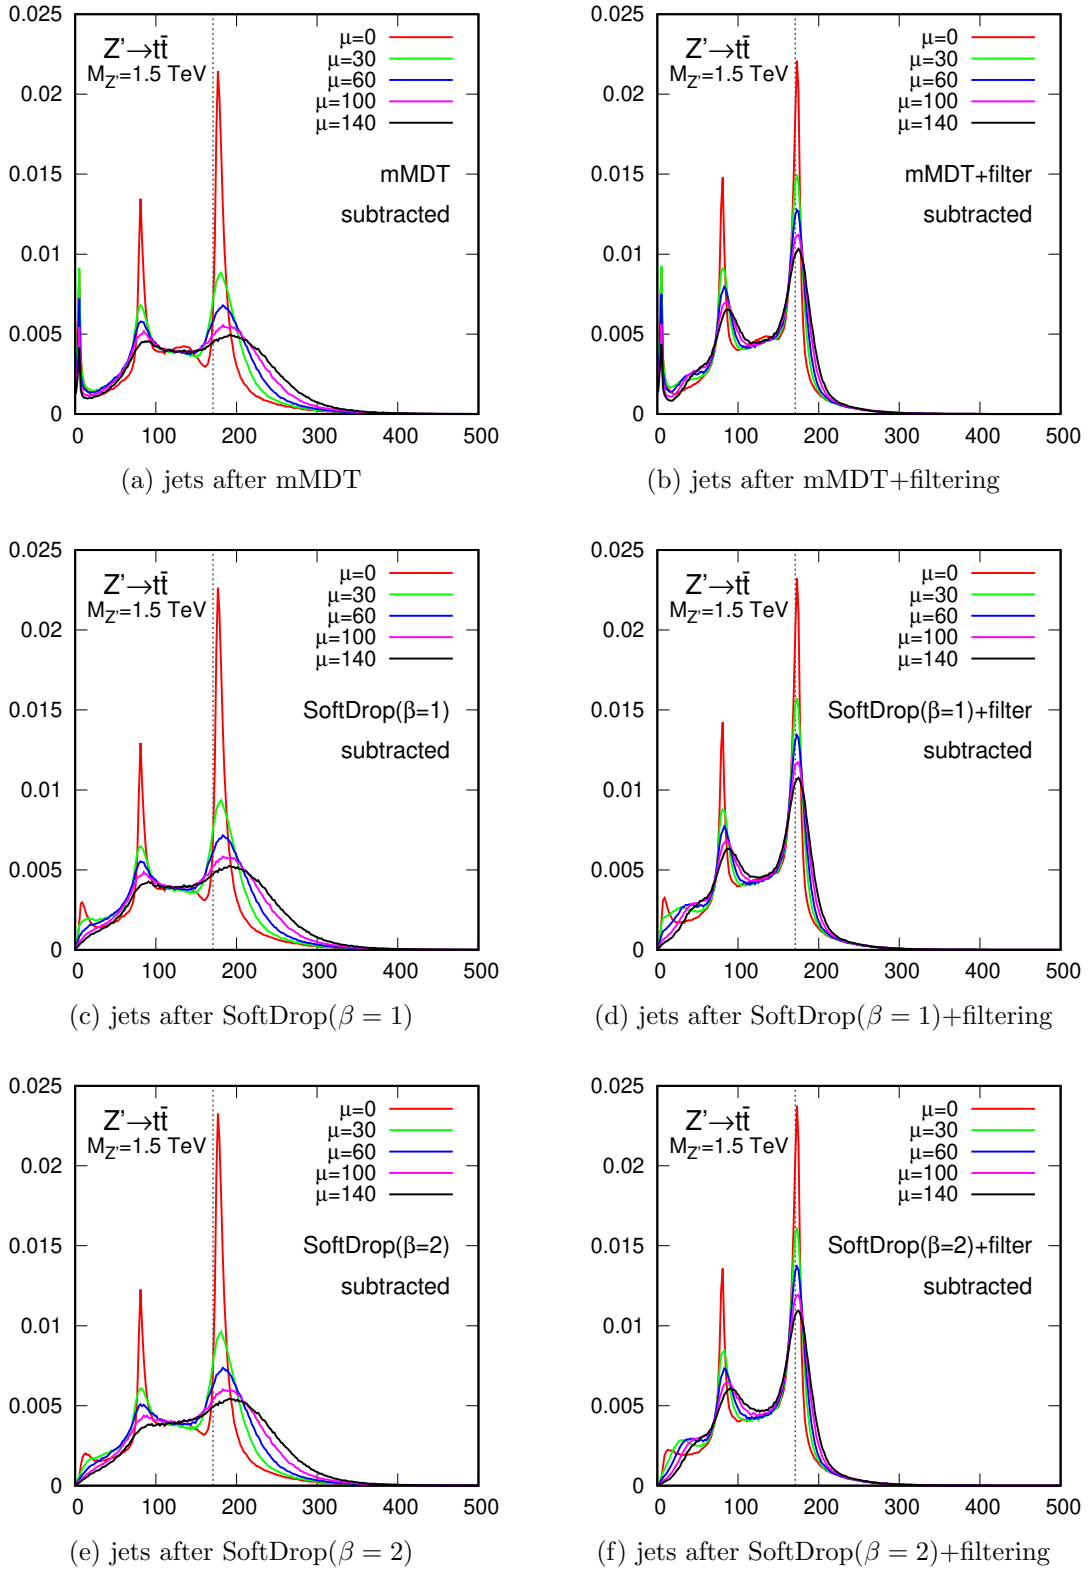 0.025
0.02
0.015
0.01
0.005
0
0 100 200 300 400 500
Z'→tt̄
M_Z'=1.5 TeV
μ=0
μ=30
μ=60
μ=100
μ=140
mMDT
subtracted
(a) jets after mMDT
0.025
0.02
0.015
0.01
0.005
0
0 100 200 300 400 500
Z'→tt̄
M_Z'=1.5 TeV
μ=0
μ=30
μ=60
μ=100
μ=140
mMDT+filter
subtracted
(b) jets after mMDT+filtering
0.025
0.02
0.015
0.01
0.005
0
0 100 200 300 400 500
Z'→tt̄
M_Z'=1.5 TeV
μ=0
μ=30
μ=60
μ=100
μ=140
SoftDrop(β=1)
subtracted
(c) jets after SoftDrop(β = 1)
0.025
0.02
0.015
0.01
0.005
0
0 100 200 300 400 500
Z'→tt̄
M_Z'=1.5 TeV
μ=0
μ=30
μ=60
μ=100
μ=140
SoftDrop(β=1)+filter
subtracted
(d) jets after SoftDrop(β = 1)+filtering
0.025
0.02
0.015
0.01
0.005
0
0 100 200 300 400 500
Z'→tt̄
M_Z'=1.5 TeV
μ=0
μ=30
μ=60
μ=100
μ=140
SoftDrop(β=2)
subtracted
(e) jets after SoftDrop(β = 2)
0.025
0.02
0.015
0.01
0.005
0
0 100 200 300 400 500
Z'→tt̄
M_Z'=1.5 TeV
μ=0
μ=30
μ=60
μ=100
μ=140
SoftDrop(β=2)+filter
subtracted
(f) jets after SoftDrop(β = 2)+filtering